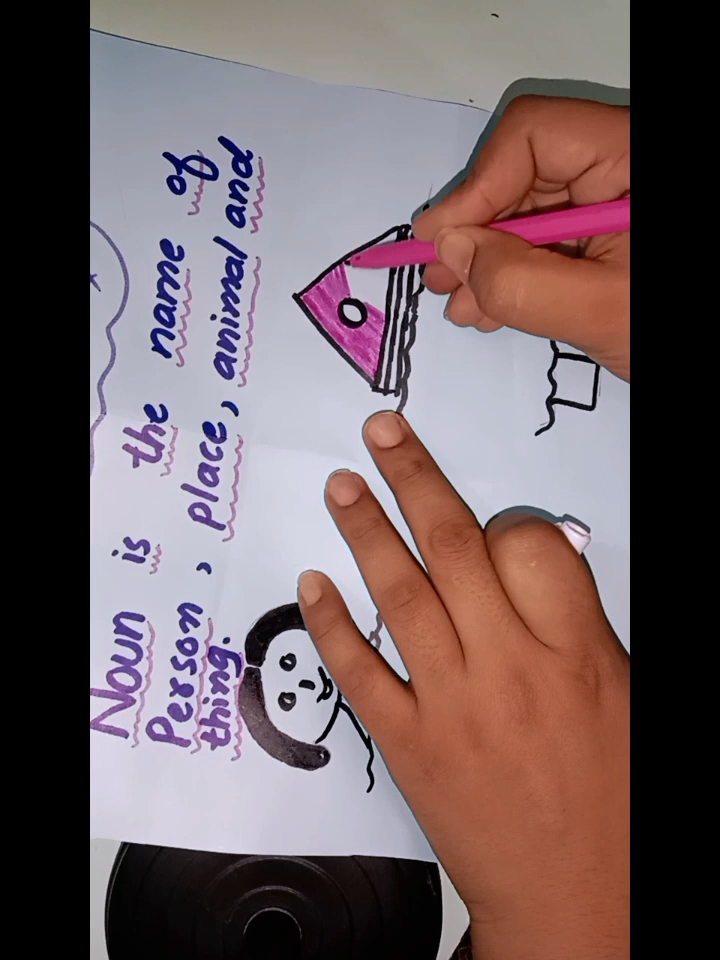 Noun is the name of
Person, place, animal and
thing.